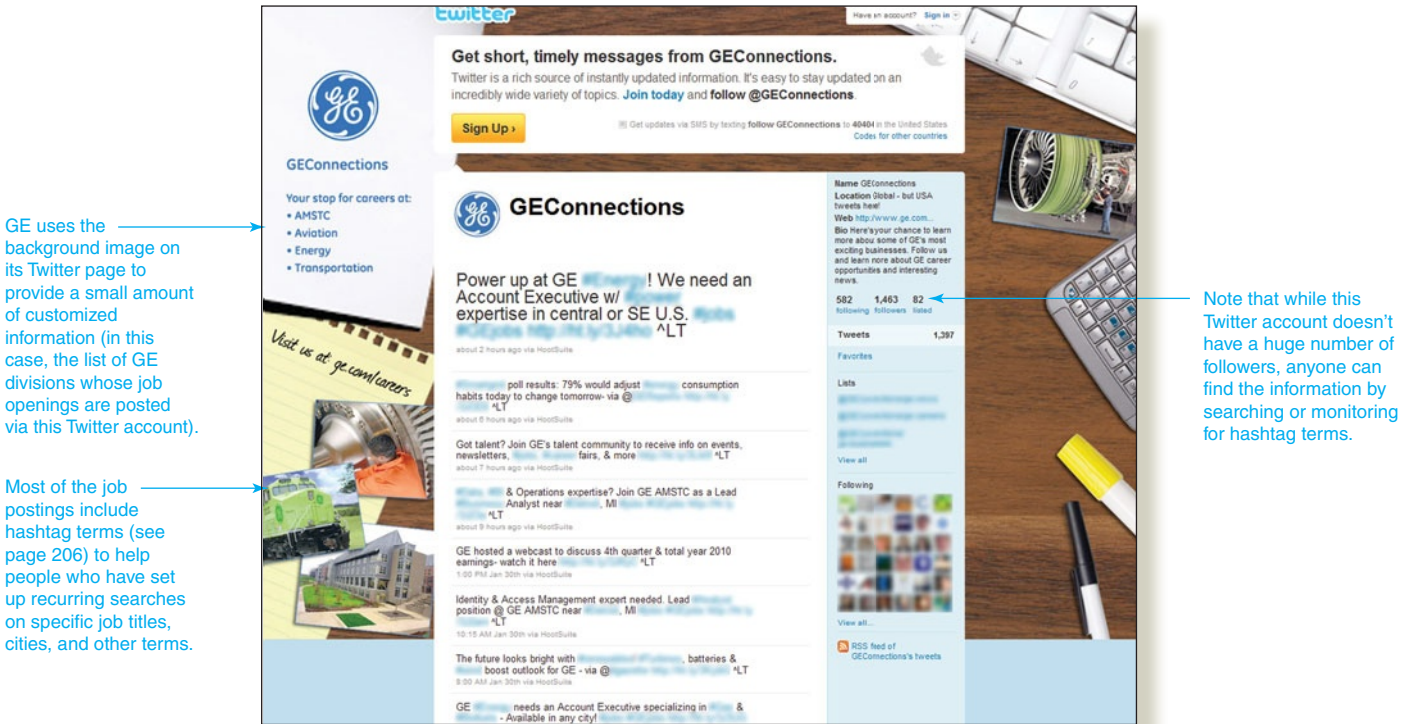 GE uses the
background image on
its Twitter page to
provide a small amount
of customized
information (in this
case, the list of GE
divisions whose job
openings are posted
via this Twitter account).
Most of the job
postings include
hashtag terms (see
page 206) to help
people who have set
up recurring searches
on specific job titles,
cities, and other terms.
GE
GEConnections
Your stop for careers at:
• AMSTC
• Aviation
• Energy
• Transportation
Visit us at ge.com/careers
twitter
Have an account? Sign in
Get short, timely messages from GEConnections.
Twitter is a rich source of instantly updated information. It's easy to stay updated on an
incredibly wide variety of topics. Join today and follow @GEConnections.
Sign Up ›
Get updates via SMS by texting follow GEConnections to 40404 in the United States
Codes for other countries
GE
GEConnections
Power up at GE #Energy! We need an
Account Executive w/ #power
expertise in central or SE U.S. #jobs
#GEjobs ^LT
about 2 hours ago via HootSuite
poll results: 79% would adjust consumption
habits today to change tomorrow- via @
^LT
about 6 hours ago via HootSuite
Got talent? Join GE's talent community to receive info on events,
newsletters, fairs, & more ^LT
about 7 hours ago via HootSuite
& Operations expertise? Join GE AMSTC as a Lead
Analyst near , MI
^LT
about 9 hours ago via HootSuite
GE hosted a webcast to discuss 4th quarter & total year 2010
earnings- watch it here ^LT
1:00 PM Jan 30th via HootSuite
Identity & Access Management expert needed. Lead
position @ GE AMSTC near , MI
^LT
10:15 AM Jan 30th via HootSuite
The future looks bright with , batteries &
boost outlook for GE - via @ ^LT
9:00 AM Jan 30th via HootSuite
GE needs an Account Executive specializing in &
- Available in any city!
Name GEConnections
Location Global - but USA
tweets here!
Web http://www.ge.com...
Bio Here's your chance to learn
more about some of GE's most
exciting businesses. Follow us
and learn more about GE career
opportunities and interesting
news.
582 1,463 82
following followers listed
Tweets 1,397
Favorites
Lists
View all
Following
View all...
RSS feed of
GEConnections's tweets
Note that while this
Twitter account doesn't
have a huge number of
followers, anyone can
find the information by
searching or monitoring
for hashtag terms.